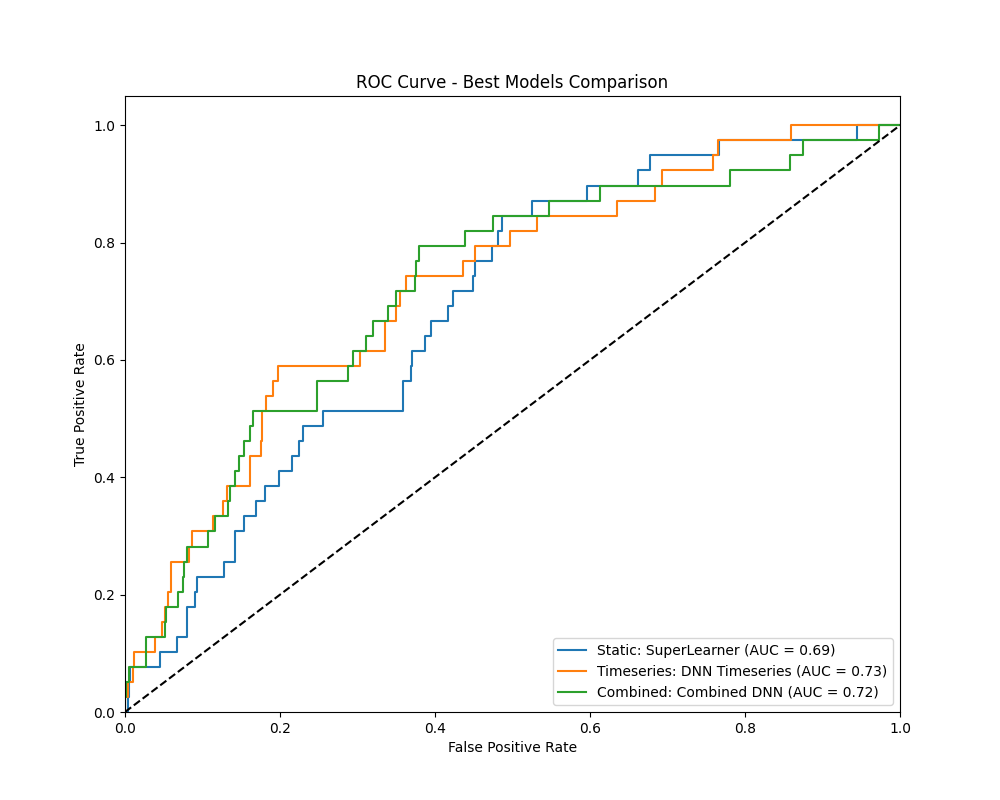 ROC Curve - Best Models Comparison
True Positive Rate
1.0
0.8
0.6
0.4
0.2
0.0
0.0 0.2 0.4 0.6 0.8 1.0
False Positive Rate
Static: SuperLearner (AUC = 0.69)
Timeseries: DNN Timeseries (AUC = 0.73)
Combined: Combined DNN (AUC = 0.72)